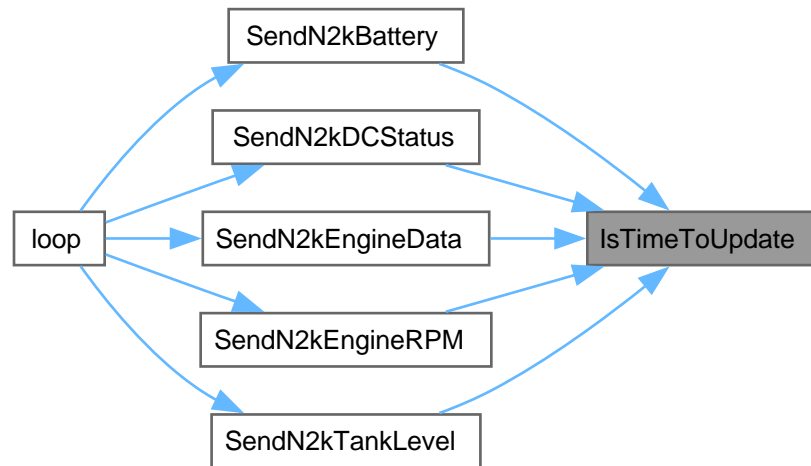 SendN2kBattery
SendN2kDCStatus
loop
SendN2kEngineData
IsTimeToUpdate
SendN2kEngineRPM
SendN2kTankLevel